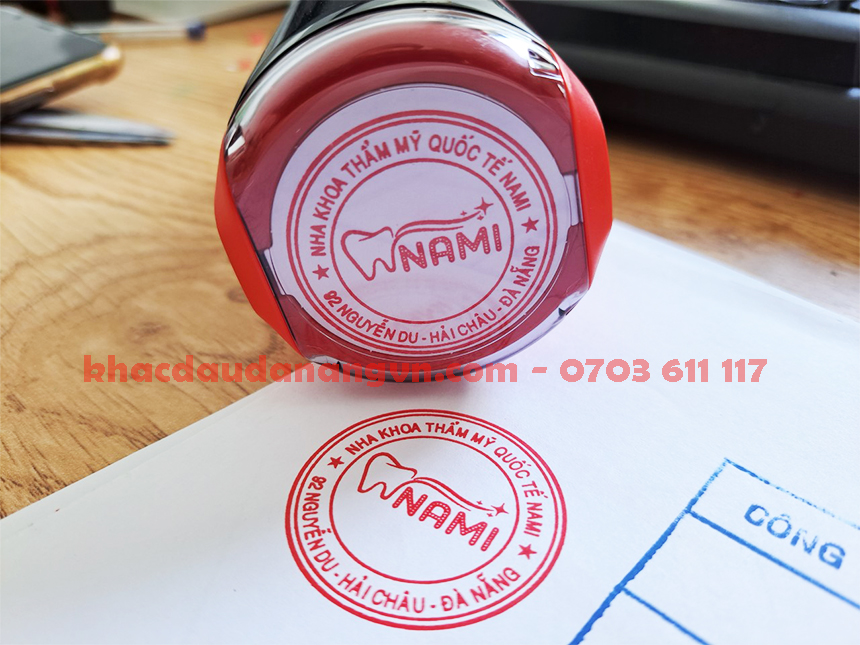 NHA KHOA THẨM MỸ QUỐC TẾ NAMI
NAMI
★ 92 NGUYỄN DU - HẢI CHÂU - ĐÀ NẴNG ★
khacdaudanangvn.com - 0703 611 117
NHA KHOA THẨM MỸ QUỐC TẾ NAMI
NAMI
★ 92 NGUYỄN DU - HẢI CHÂU - ĐÀ NẴNG ★
CÔNG